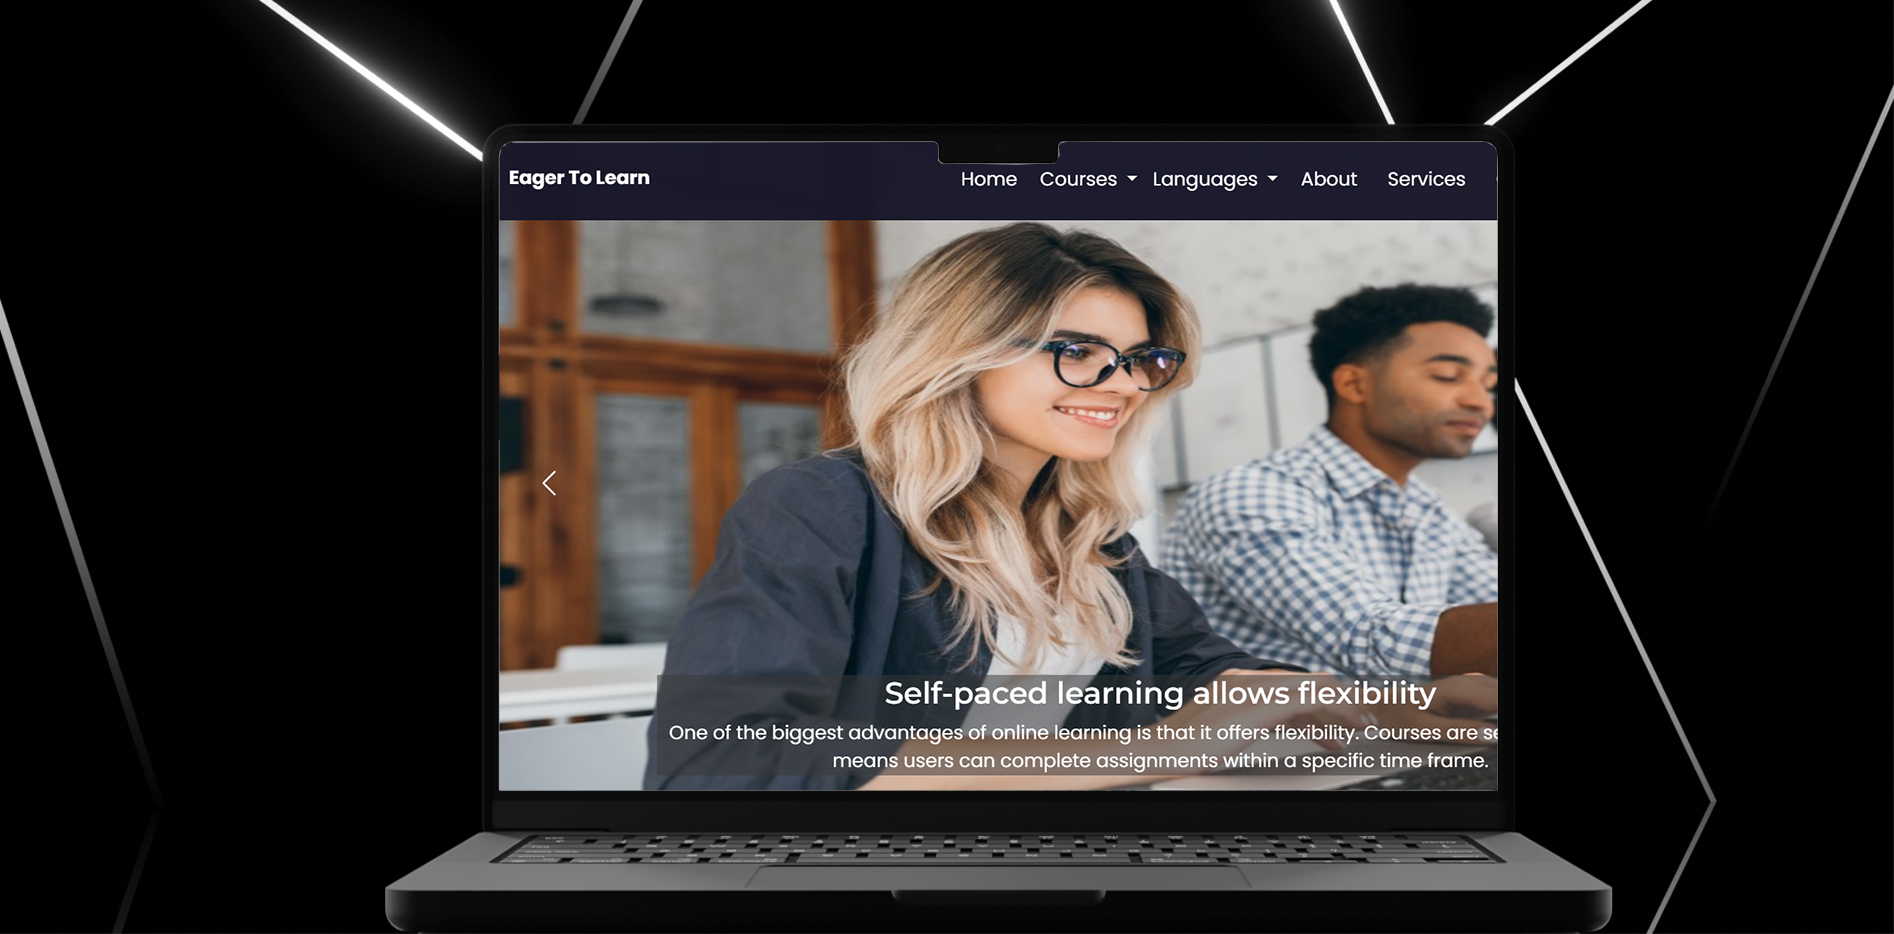 Eager To Learn
Home Courses Languages About Services
Self-paced learning allows flexibility
One of the biggest advantages of online learning is that it offers flexibility. Courses are
means users can complete assignments within a specific time frame.